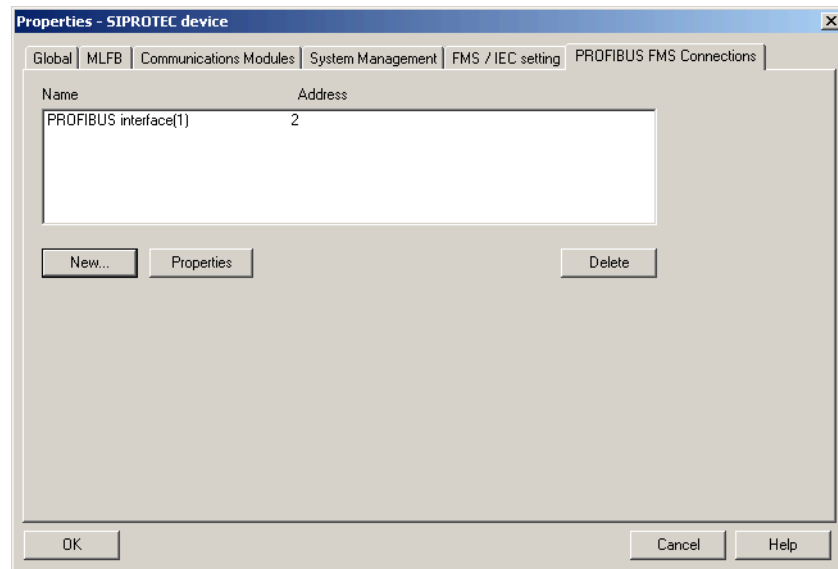 Properties - SIPROTEC device
Global MLFB Communications Modules System Management FMS / IEC setting PROFIBUS FMS Connections
Name Address
PROFIBUS interface(1) 2
New... Properties Delete
OK Cancel Help